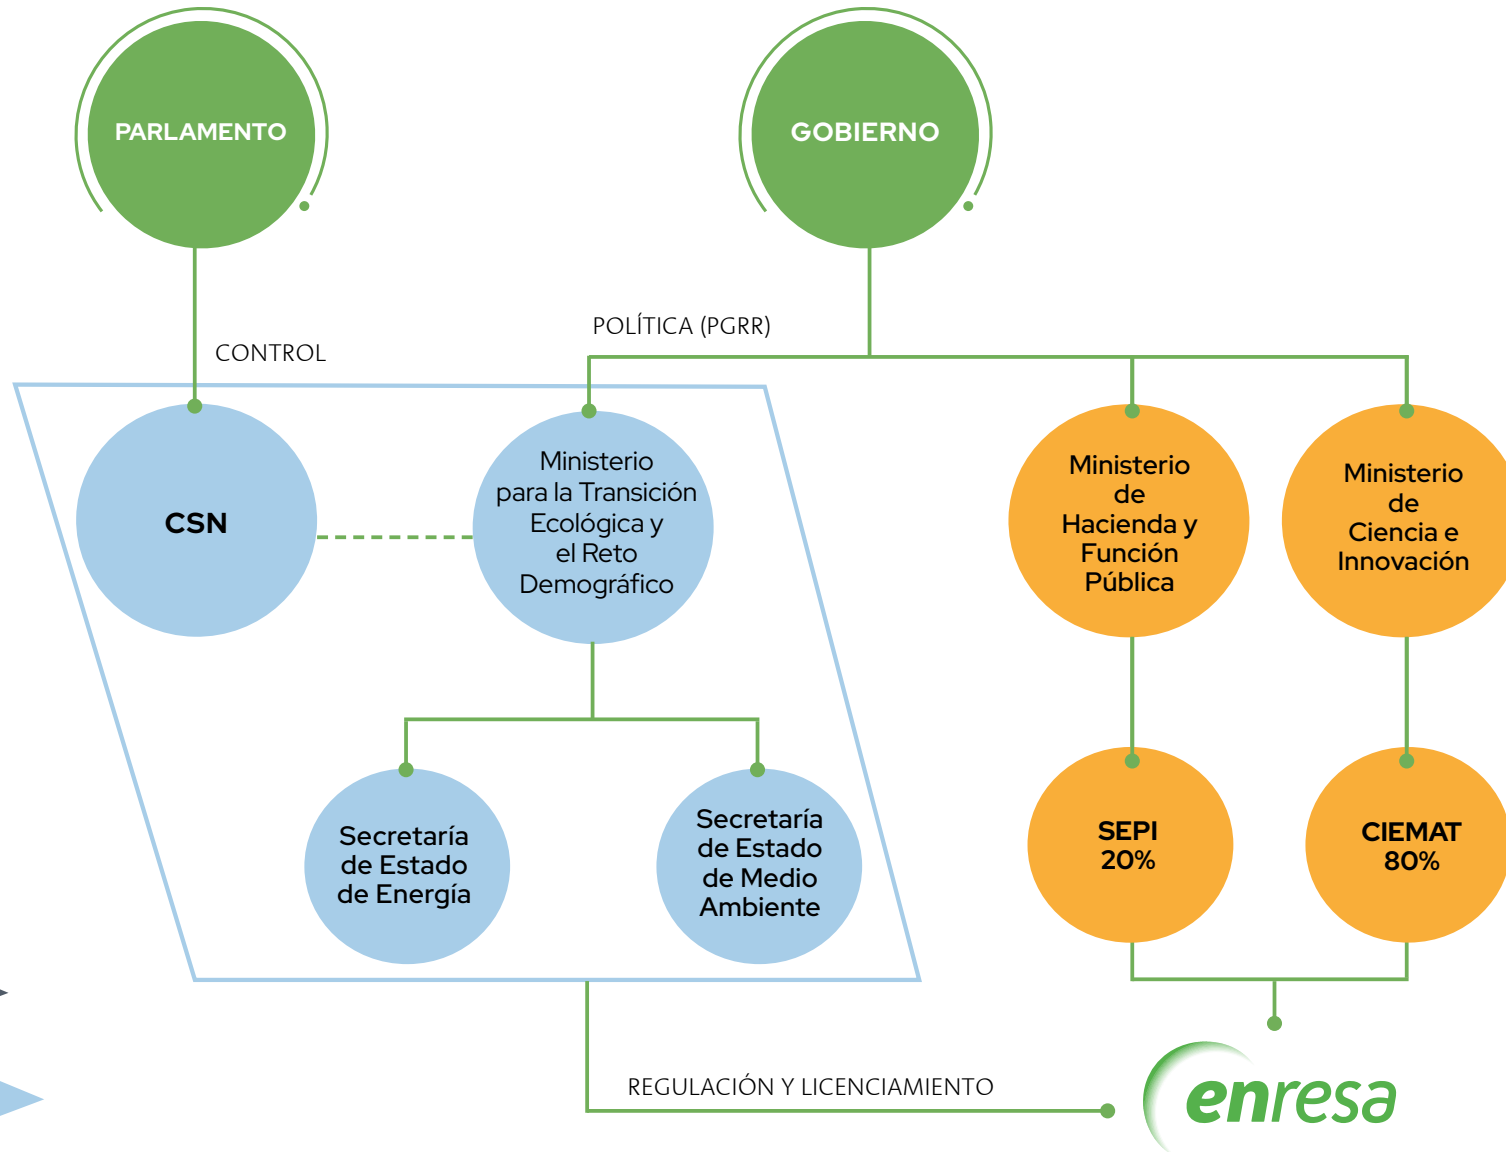 PARLAMENTO
GOBIERNO
CONTROL
POLÍTICA (PGRR)
CSN
Ministerio
para la Transición
Ecológica y
el Reto
Demográfico
Ministerio
de
Hacienda y
Función
Pública
Ministerio
de
Ciencia e
Innovación
Secretaría
de Estado
de Energía
Secretaría
de Estado
de Medio
Ambiente
SEPI
20%
CIEMAT
80%
REGULACIÓN Y LICENCIAMIENTO
enresa